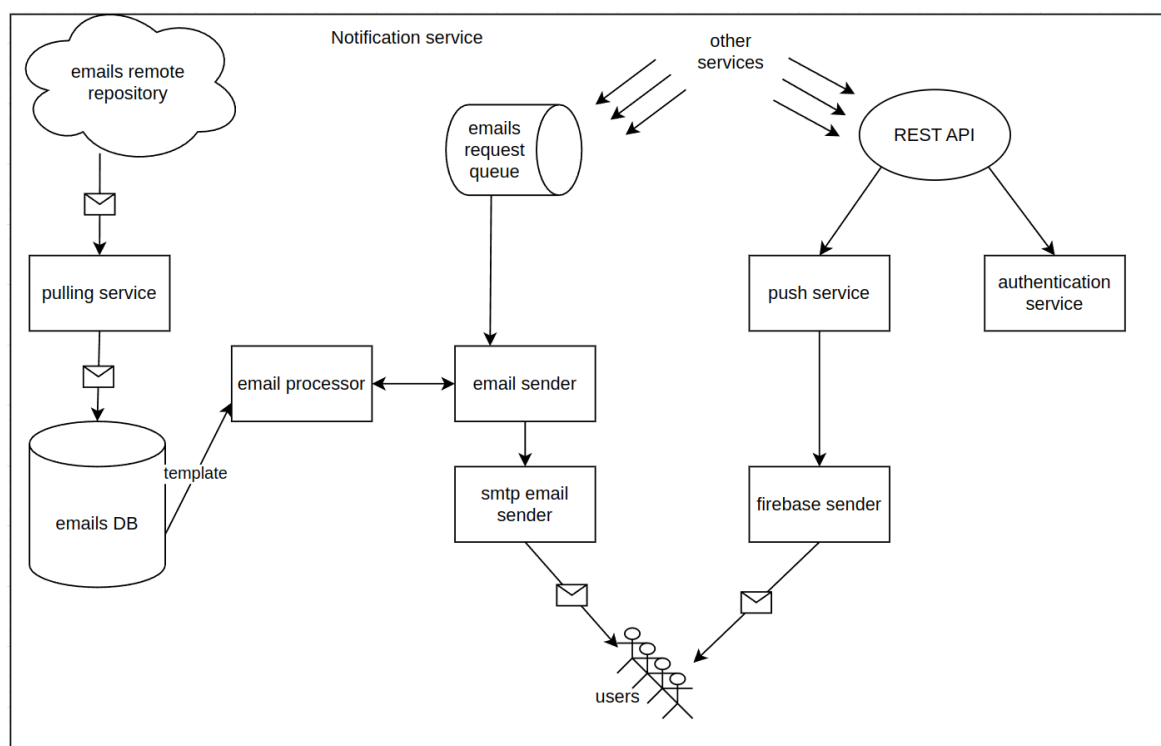 Notification service
other
services
emails remote
repository
emails
request
queue
REST API
pulling service
push service
authentication
service
email processor
email sender
template
emails DB
smtp email
sender
firebase sender
users